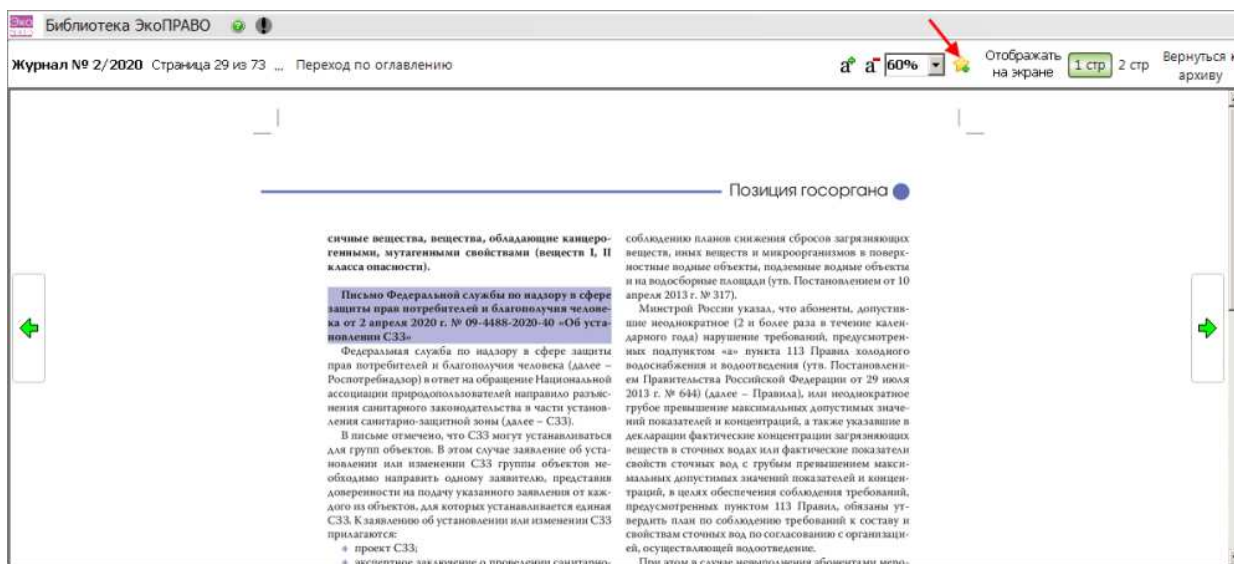 Эко
Библиотека ЭкоПРАВО
Журнал № 2/2020 Страница 29 из 73 ... Переход по оглавлению
a a 60%
Отображать
на экране
1 стр 2 стр
Вернуться к
архиву
Позиция госоргана
сичные вещества, вещества, обладающие канцеро-
генными, мутагенными свойствами (веществ I, II
класса опасности).
Письмо Федеральной службы по надзору в сфере
защиты прав потребителей и благополучия челове-
ка от 2 апреля 2020 г. № 09-4488-2020-40 «Об уста-
новлении СЗЗ»
Федеральная служба по надзору в сфере защиты
прав потребителей и благополучия человека (далее –
Роспотребнадзор) в ответ на обращение Национальной
ассоциации природопользователей направило разъяс-
нения санитарного законодательства в части установ-
ления санитарно-защитной зоны (далее – СЗЗ).
В письме отмечено, что СЗЗ могут устанавливаться
для групп объектов. В этом случае заявление об уста-
новлении или изменении СЗЗ группы объектов не-
обходимо направить одному заявителю, представив
доверенности на подачу указанного заявления от каж-
дого из объектов, для которых устанавливается единая
СЗЗ. К заявлению об установлении или изменении СЗЗ
прилагаются:
проект СЗЗ;
экспертное заключение о проведении санитарно-
соблюдению планов снижения сбросов загрязняющих
веществ, иных веществ и микроорганизмов в поверх-
ностные водные объекты, подземные водные объекты
и на водосборные площади (утв. Постановлением от 10
апреля 2013 г. № 317).
Минстрой России указал, что абоненты, допустив-
шие неоднократное (2 и более раза в течение кален-
дарного года) нарушение требований, предусмотрен-
ных подпунктом «а» пункта 113 Правил холодного
водоснабжения и водоотведения (утв. Постановлени-
ем Правительства Российской Федерации от 29 июля
2013 г. № 644) (далее – Правила), или неоднократное
грубое превышение максимальных допустимых значе-
ний показателей и концентраций, а также указавшие в
декларации фактические концентрации загрязняющих
веществ в сточных водах или фактические показатели
свойств сточных вод с грубым превышением макси-
мальных допустимых значений показателей и концен-
траций, в целях обеспечения соблюдения требований,
предусмотренных пунктом 113 Правил, обязаны ут-
вердить план по соблюдению требований к составу и
свойствам сточных вод по согласованию с организаци-
ей, осуществляющей водоотведение.
При этом в случае невыполнения абонентами меро-